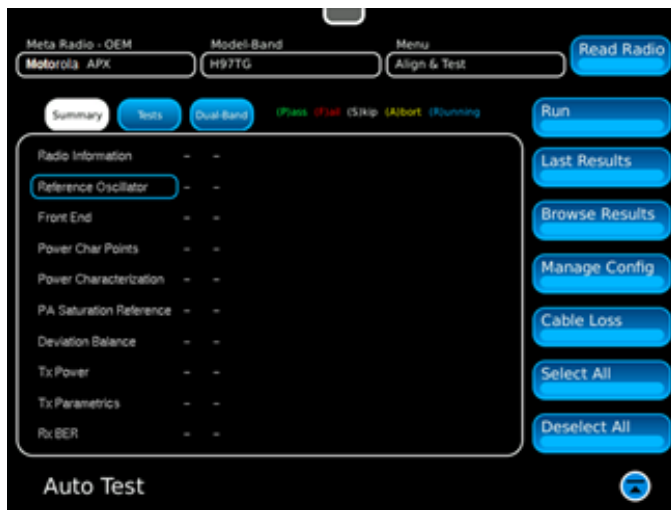 Meta Radio - OEM
Model-Band
Menu
Read Radio
Motorola APX
H97TG
Align & Test
Summary
Tests
Dual-Band
(P)ass (F)ail (S)kip (A)bort (R)unning
Run
Radio Information - -
Last Results
Reference Oscillator - -
Front End - -
Browse Results
Power Char Points - -
Manage Config
Power Characterization - -
PA Saturation Reference - -
Cable Loss
Deviation Balance - -
Tx Power - -
Select All
Tx Parametrics - -
Deselect All
Rx BER - -
Auto Test